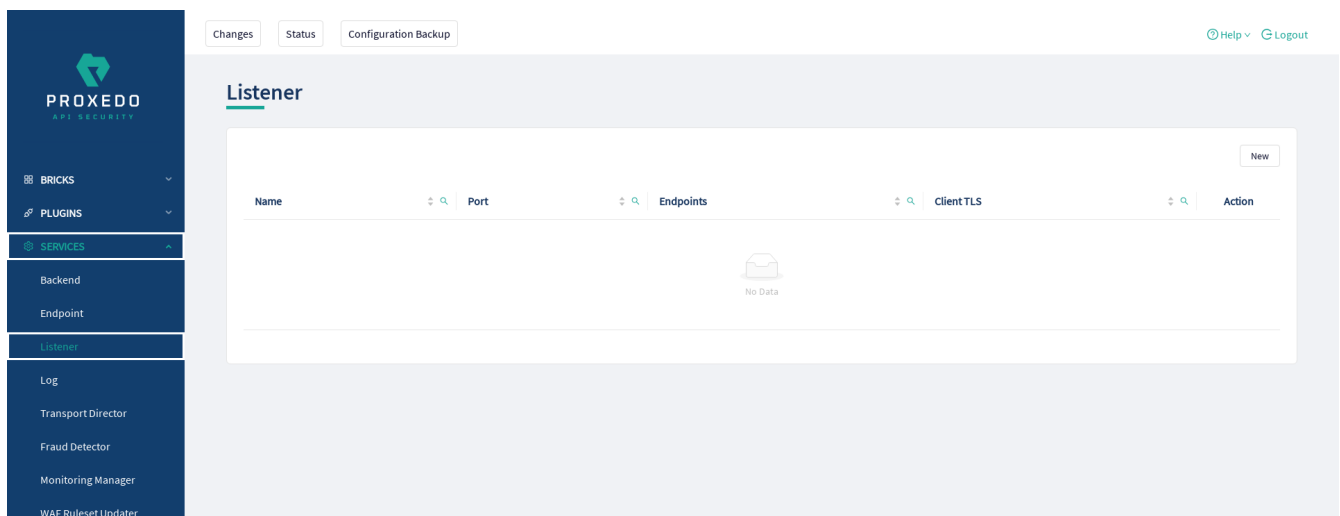 Changes Status Configuration Backup Help Logout
PROXEDO
API SECURITY
Listener
New
BRICKS
Name Port Endpoints Client TLS Action
PLUGINS
SERVICES
Backend
No Data
Endpoint
Listener
Log
Transport Director
Fraud Detector
Monitoring Manager
WAF Ruleset Updater